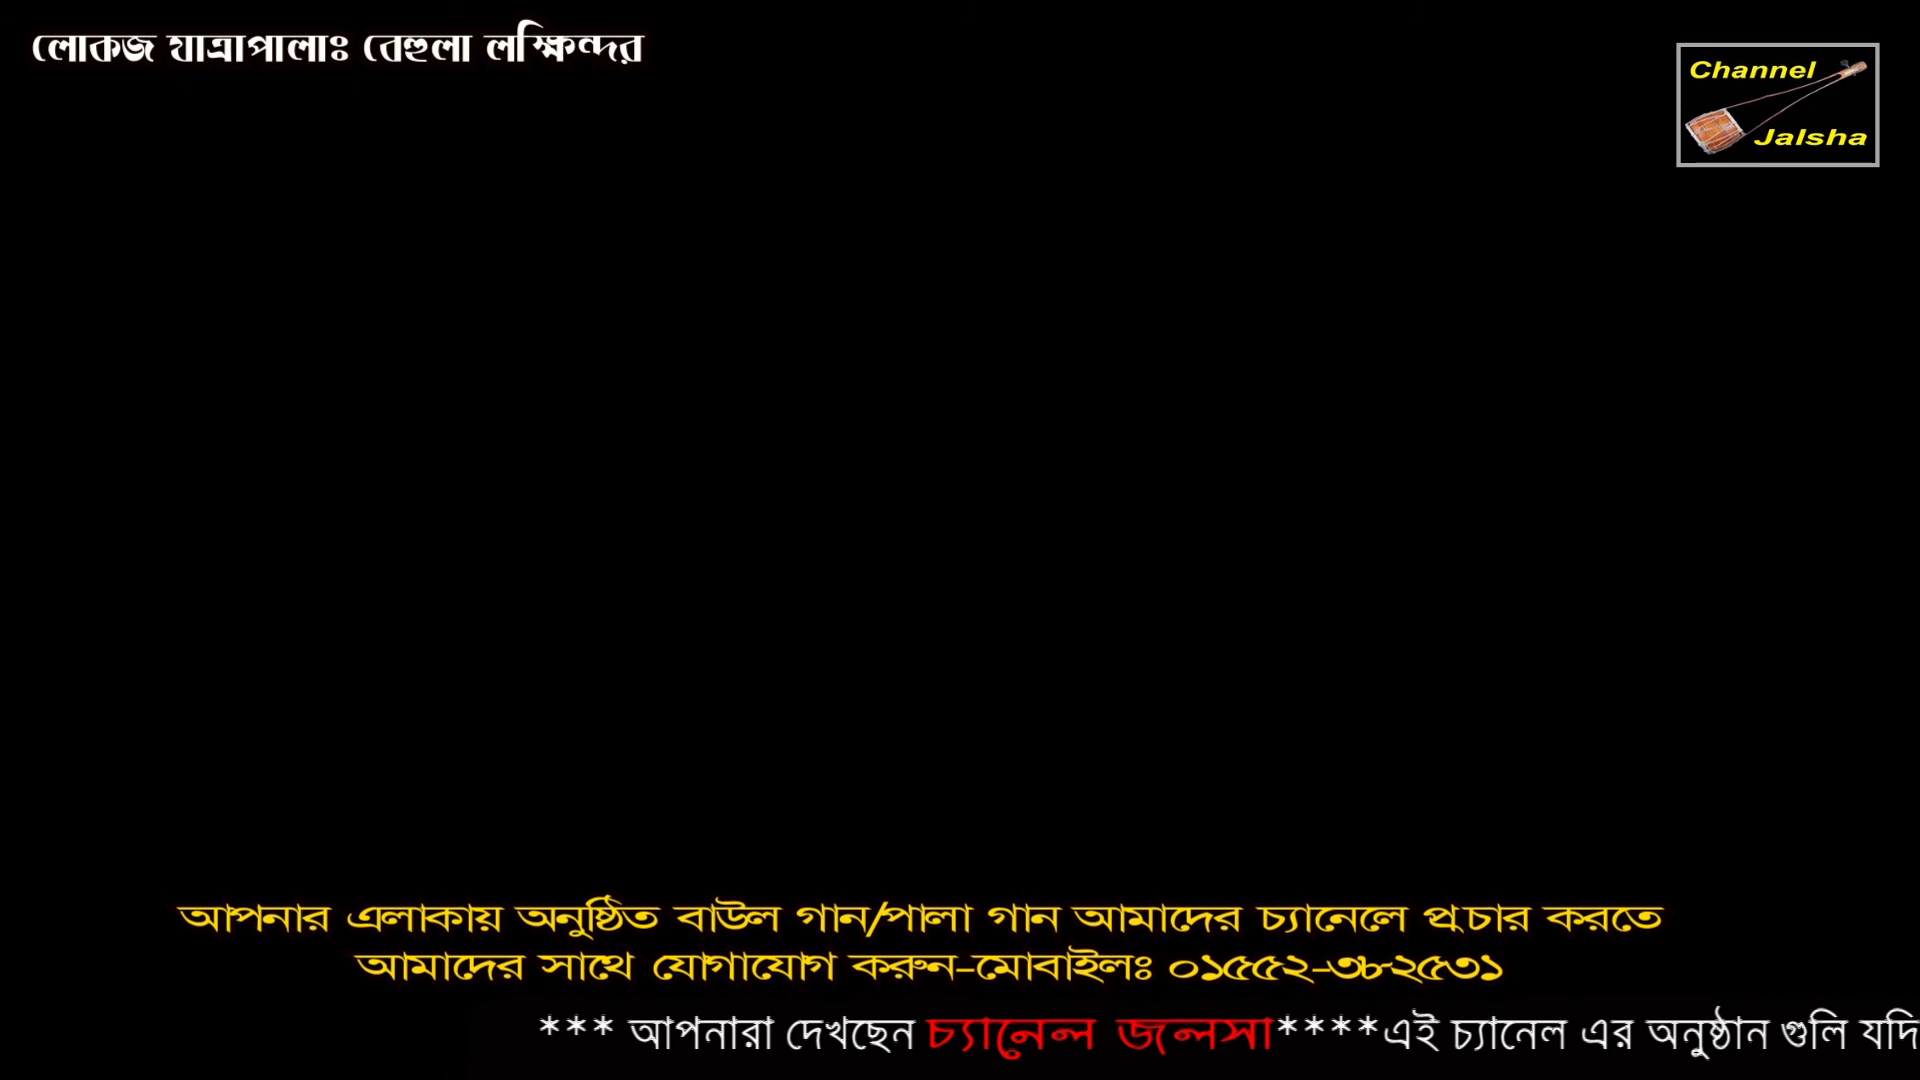 লোকজ যাত্রাপালাঃ বেহুলা লক্ষিন্দর
Channel
Jalsha
আপনার এলাকায় অনুষ্ঠিত বাউল গান/পালা গান আমাদের চ্যানেলে প্রচার করতে
আমাদের সাথে যোগাযোগ করুন-মোবাইলঃ ০১৫৫২-৩৮২৫৩১
*** আপনারা দেখছেন চ্যানেল জলসা****এই চ্যানেল এর অনুষ্ঠান গুলি যদি